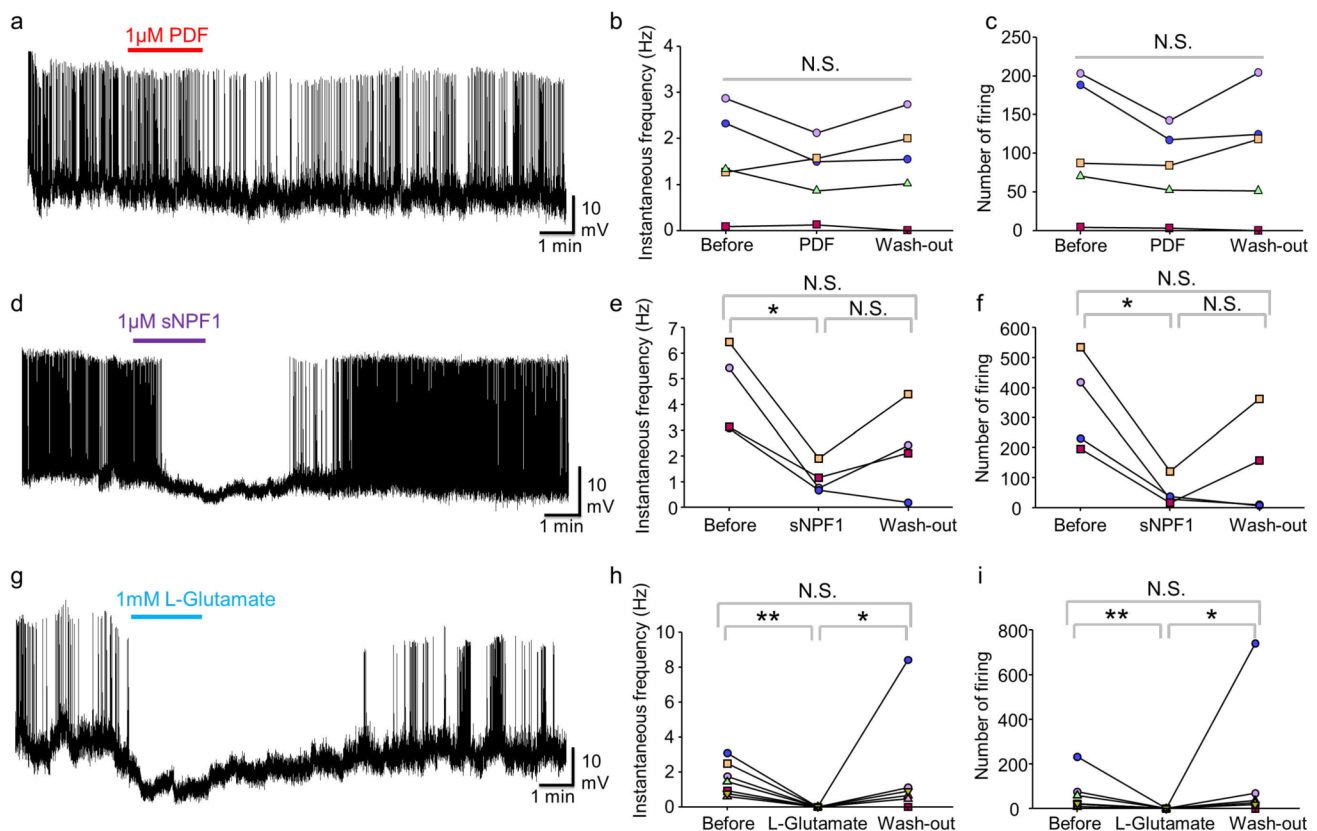 a
1μM PDF
10
mV
1 min
b
Instantaneous frequency (Hz)
4
3
2
1
0
N.S.
Before
PDF
Wash-out
c
Number of firing
250
200
150
100
50
0
N.S.
Before
PDF
Wash-out
d
1μM sNPF1
10
mV
1 min
e
Instantaneous frequency (Hz)
N.S.
*
N.S.
7
6
5
4
3
2
1
0
Before
sNPF1
Wash-out
f
Number of firing
N.S.
*
N.S.
600
500
400
300
200
100
0
Before
sNPF1
Wash-out
g
1mM L-Glutamate
10
mV
1 min
h
Instantaneous frequency (Hz)
N.S.
**
*
10
8
6
4
2
0
Before
L-Glutamate
Wash-out
i
Number of firing
N.S.
**
*
800
600
400
200
0
Before
L-Glutamate
Wash-out